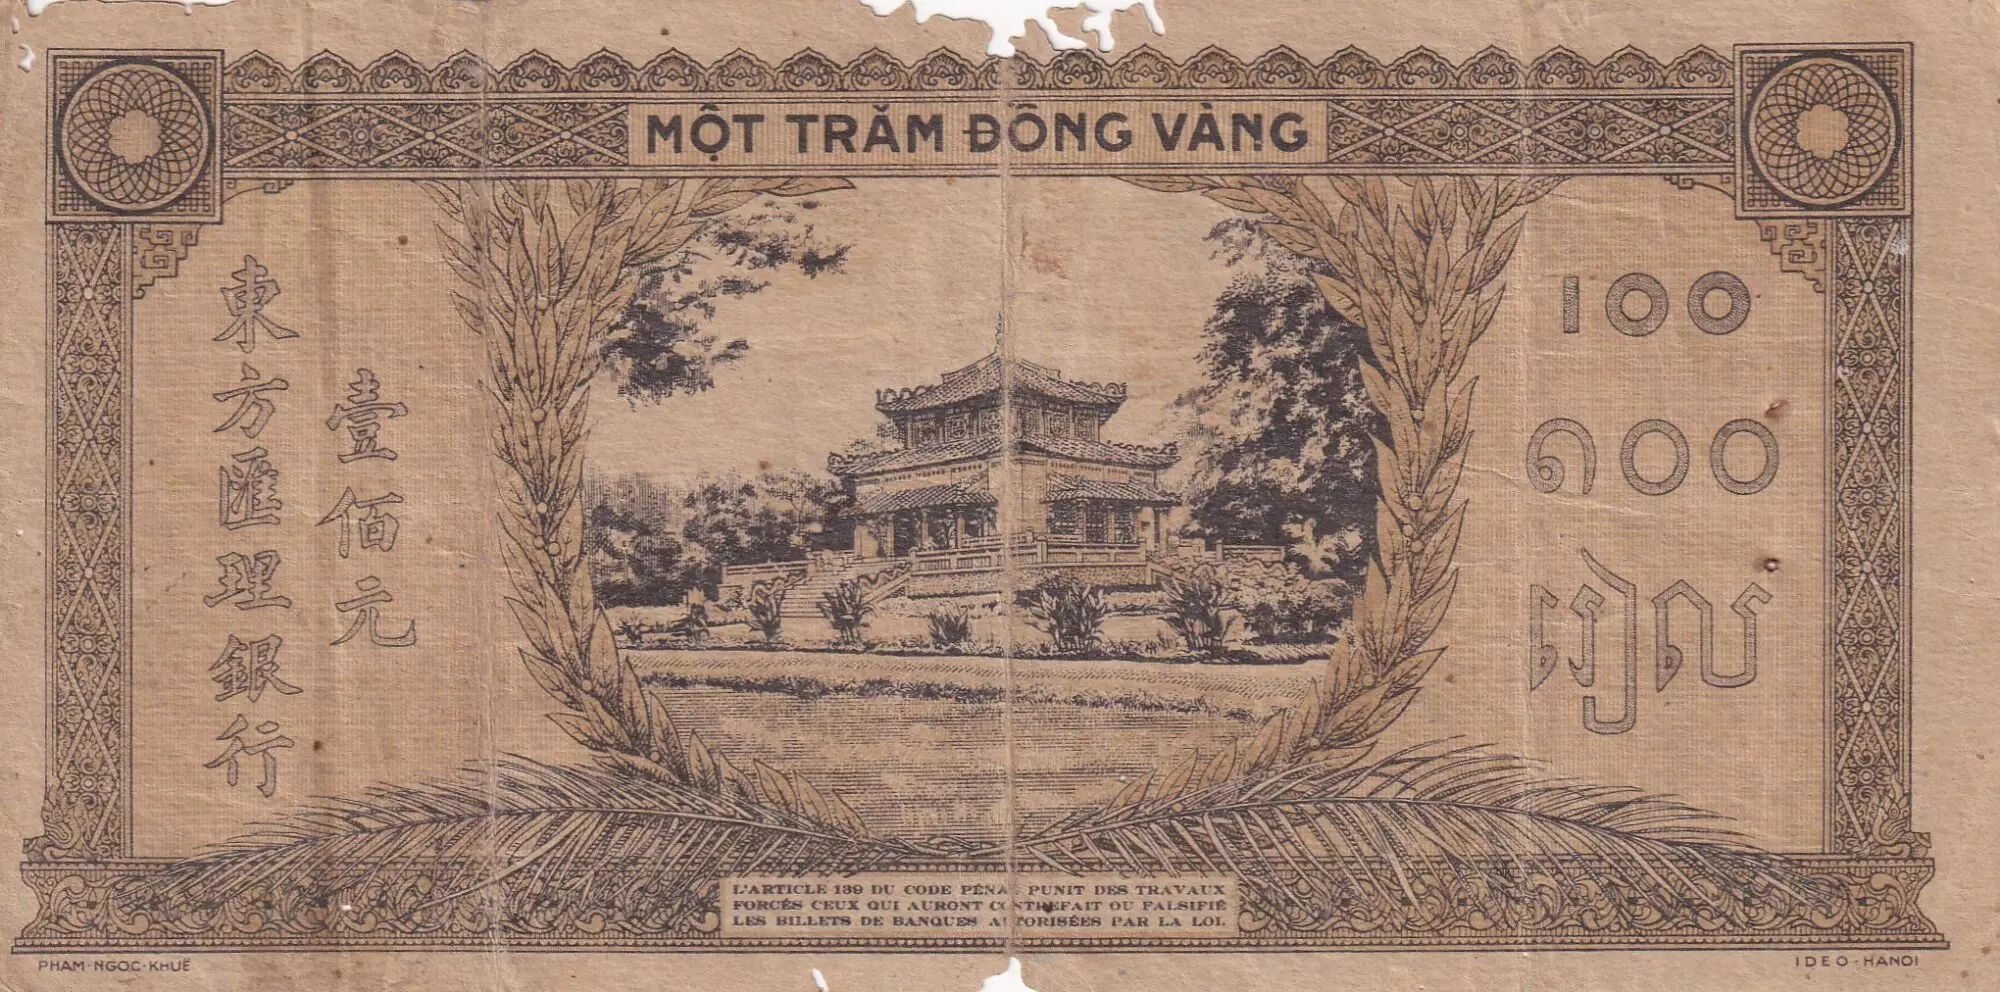 MỘT TRĂM ĐỒNG VÀNG
壹佰元
東方匯理銀行
100
១០០
រៀល
L'ARTICLE 139 DU CODE PÉNAL PUNIT DES TRAVAUX
FORCÉS CEUX QUI AURONT CONTREFAIT OU FALSIFIÉ
LES BILLETS DE BANQUES AUTORISÉES PAR LA LOI.
PHAM-NGOC-KHUÊ
IDEO-HANOI